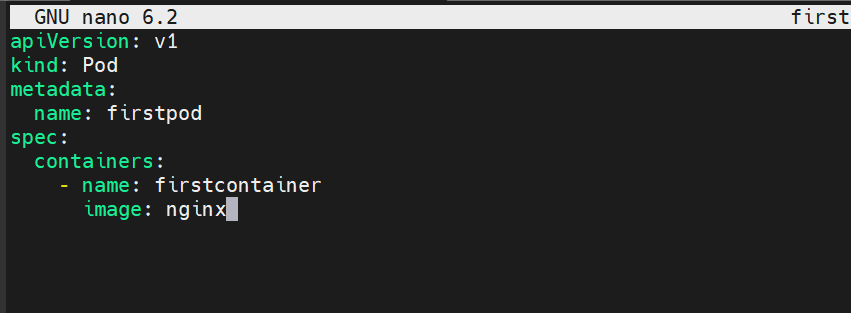 GNU nano 6.2 first
apiVersion: v1
kind: Pod
metadata:
  name: firstpod
spec:
  containers:
    - name: firstcontainer
      image: nginx